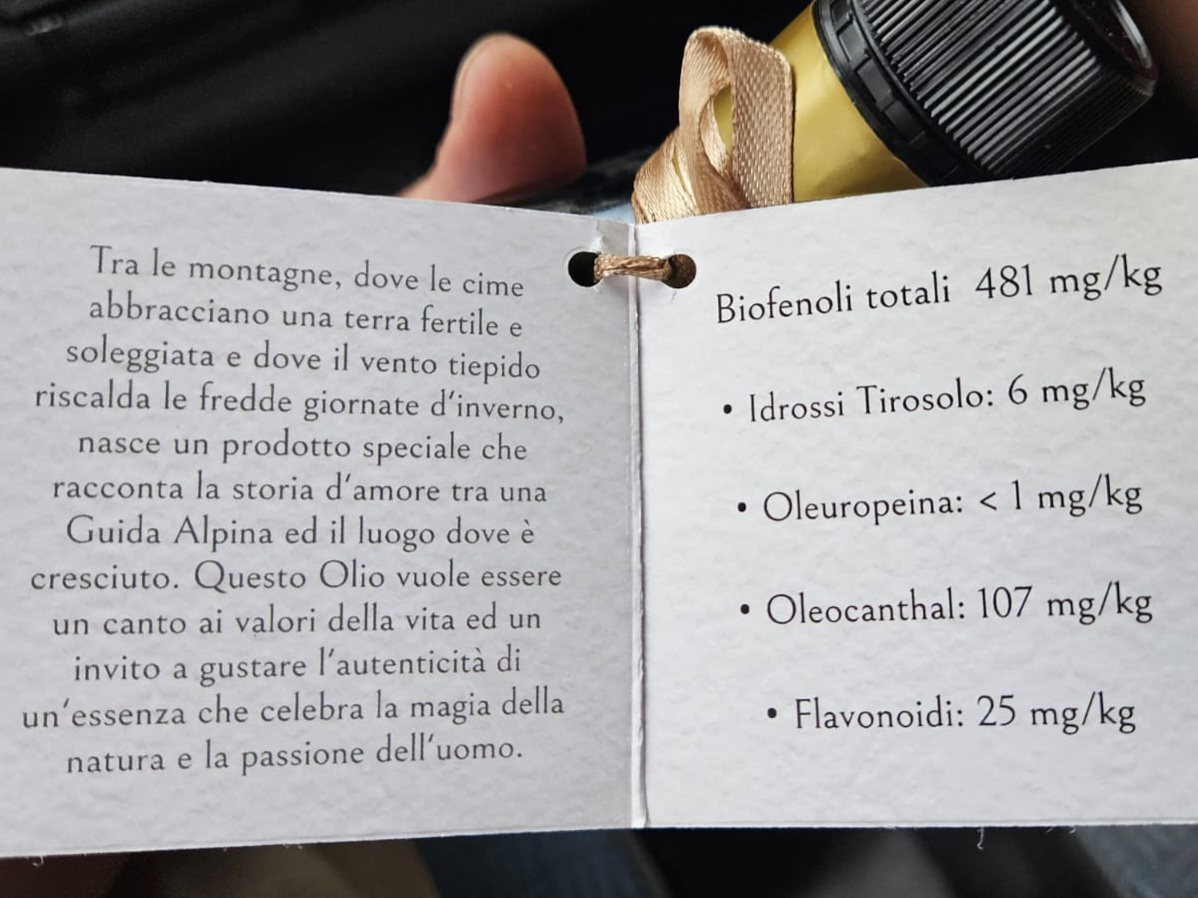 Tra le montagne, dove le cime
abbracciano una terra fertile e
soleggiata e dove il vento tiepido
riscalda le fredde giornate d'inverno,
nasce un prodotto speciale che
racconta la storia d'amore tra una
Guida Alpina ed il luogo dove è
cresciuto. Questo Olio vuole essere
un canto ai valori della vita ed un
invito a gustare l'autenticità di
un'essenza che celebra la magia della
natura e la passione dell'uomo.
Biofenoli totali 481 mg/kg
• Idrossi Tirosolo: 6 mg/kg
• Oleuropeina: < 1 mg/kg
• Oleocanthal: 107 mg/kg
• Flavonoidi: 25 mg/kg